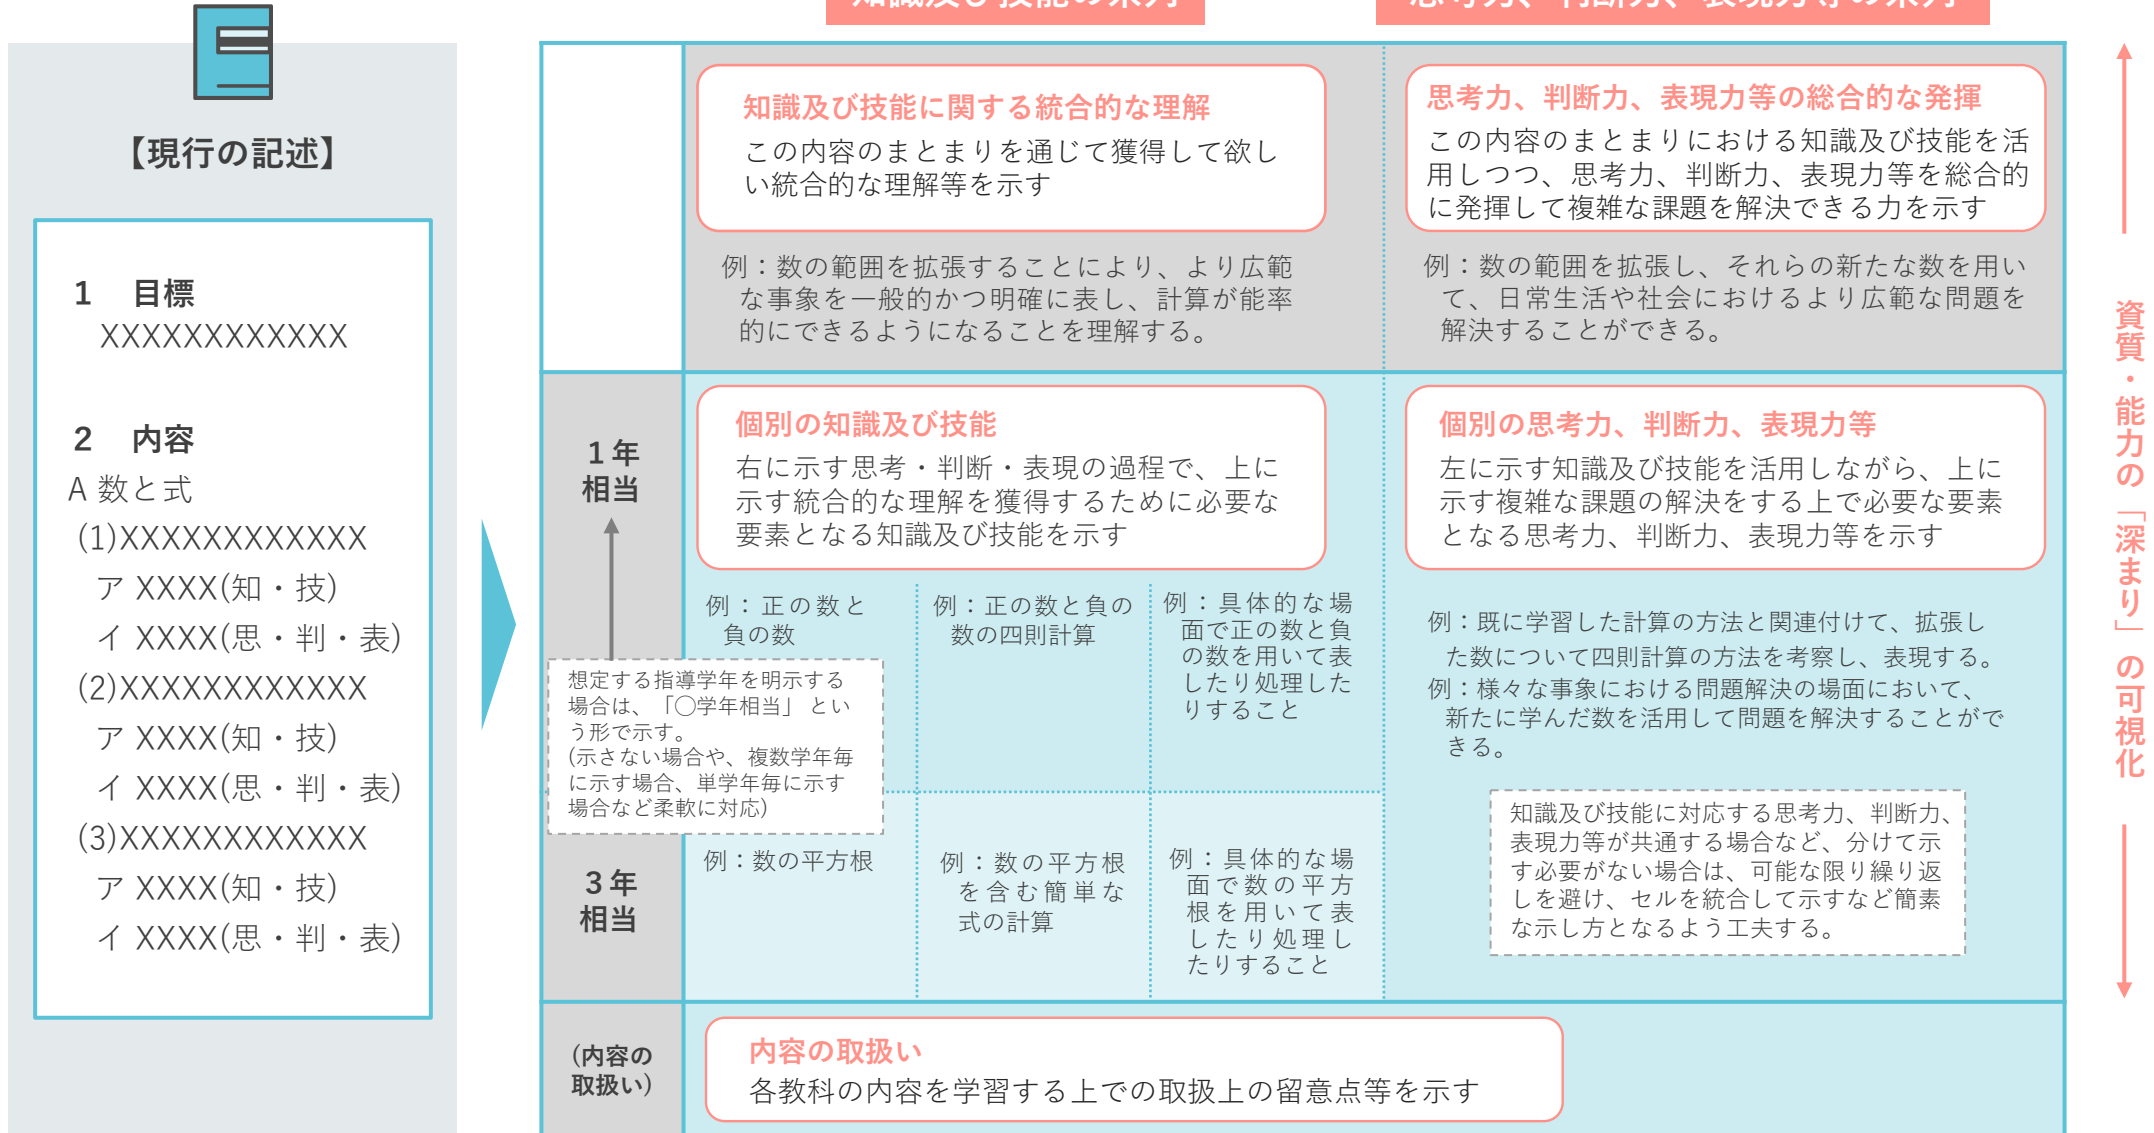 【現行の記述】
1 目標
XXXXXXXXXXXX
2 内容
A 数と式
(1)XXXXXXXXXXXX
ア XXXX(知・技)
イ XXXX(思・判・表)
(2)XXXXXXXXXXXX
ア XXXX(知・技)
イ XXXX(思・判・表)
(3)XXXXXXXXXXXX
ア XXXX(知・技)
イ XXXX(思・判・表)
知識及び技能に関する統合的な理解
この内容のまとまりを通じて獲得して欲し
い統合的な理解等を示す
例：数の範囲を拡張することにより、より広範
な事象を一般的かつ明確に表し、計算が能率
的にできるようになることを理解する。
思考力、判断力、表現力等の総合的な発揮
この内容のまとまりにおける知識及び技能を活
用しつつ、思考力、判断力、表現力等を総合的
に発揮して複雑な課題を解決できる力を示す
例：数の範囲を拡張し、それらの新たな数を用い
て、日常生活や社会におけるより広範な問題を
解決することができる。
1年
相当
個別の知識及び技能
右に示す思考・判断・表現の過程で、上に
示す統合的な理解を獲得するために必要な
要素となる知識及び技能を示す
例：正の数と
負の数
例：正の数と負の
数の四則計算
例：具体的な場
面で正の数と負
の数を用いて表
したり処理した
りすること
個別の思考力、判断力、表現力等
左に示す知識及び技能を活用しながら、上に
示す複雑な課題の解決をする上で必要な要素
となる思考力、判断力、表現力等を示す
例：既に学習した計算の方法と関連付けて、拡張し
た数について四則計算の方法を考察し、表現する。
例：様々な事象における問題解決の場面において、
新たに学んだ数を活用して問題を解決することがで
きる。
想定する指導学年を明示する
場合は、「〇学年相当」とい
う形で示す。
(示さない場合や、複数学年毎
に示す場合、単学年毎に示す
場合など柔軟に対応)
3年
相当
例：数の平方根
例：数の平方根
を含む簡単な
式の計算
例：具体的な場
面で数の平方
根を用いて表
したり処理し
たりすること
知識及び技能に対応する思考力、判断力、
表現力等が共通する場合など、分けて示
す必要がない場合は、可能な限り繰り返
しを避け、セルを統合して示すなど簡素
な示し方となるよう工夫する。
(内容の
取扱い)
内容の取扱い
各教科の内容を学習する上での取扱上の留意点等を示す
資質・能力の「深まり」の可視化